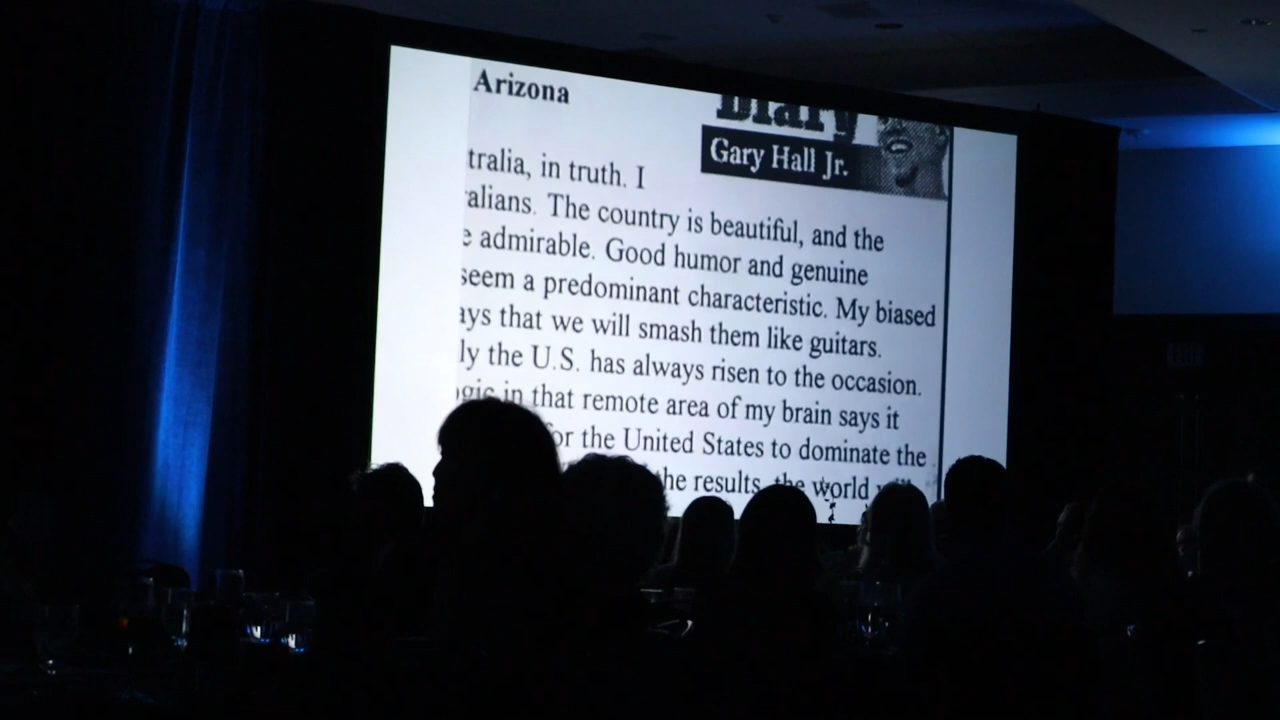 Arizona
Diary
Gary Hall Jr.
tralia, in truth. I
alians. The country is beautiful, and the
e admirable. Good humor and genuine
seem a predominant characteristic. My biased
ays that we will smash them like guitars.
ly the U.S. has always risen to the occasion.
ogic in that remote area of my brain says it
for the United States to dominate the
the results, the world